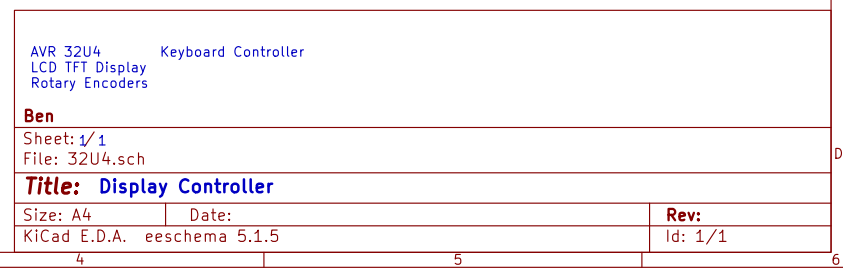 AVR 32U4 Keyboard Controller
LCD TFT Display
Rotary Encoders
Ben
Sheet: 1/1
File: 32U4.sch
D
Title: Display Controller
Size: A4 Date: Rev:
KiCad E.D.A. eeschema 5.1.5 Id: 1/1
4 5 6